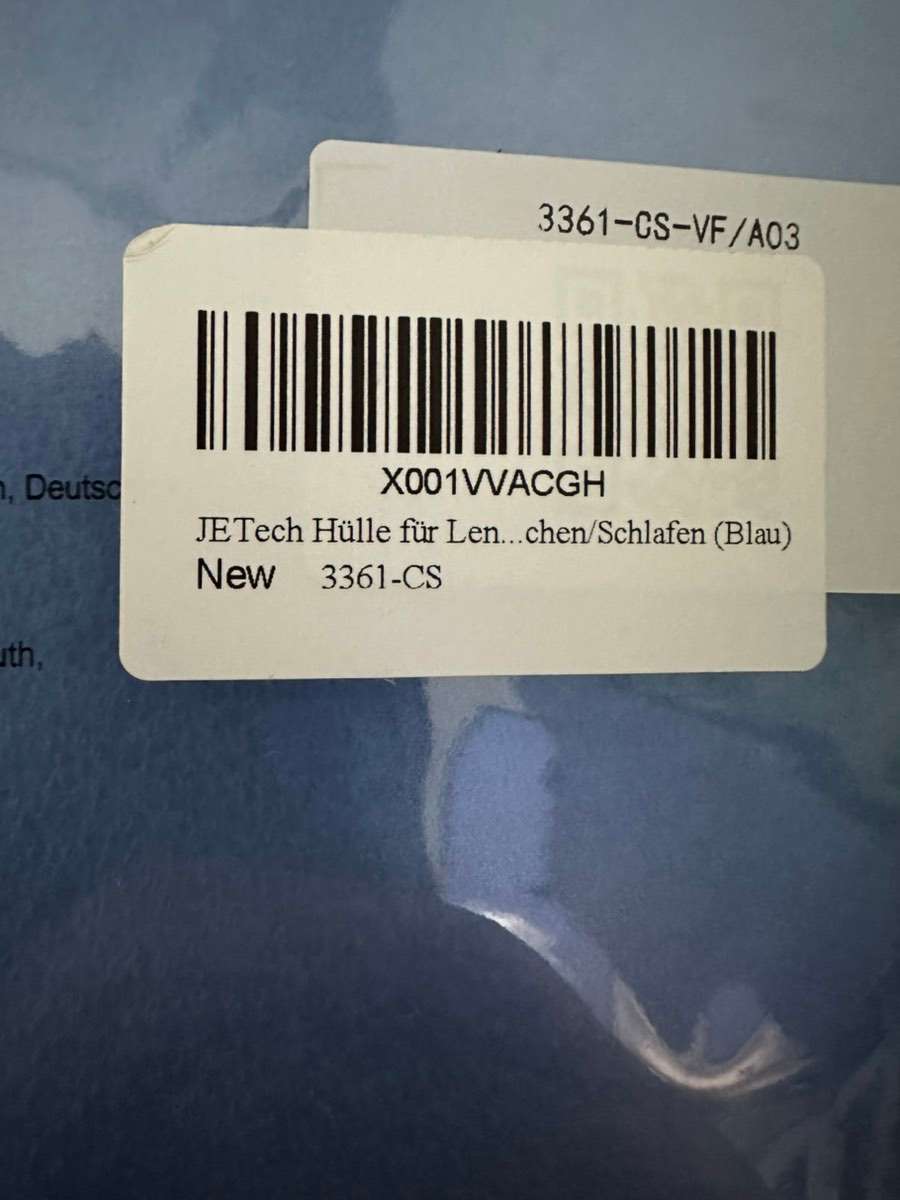 3361-CS-VF/A03
X001VVACGH
, Deutsc
JETech Hülle für Len...chen/Schlafen (Blau)
New 3361-CS
uth,